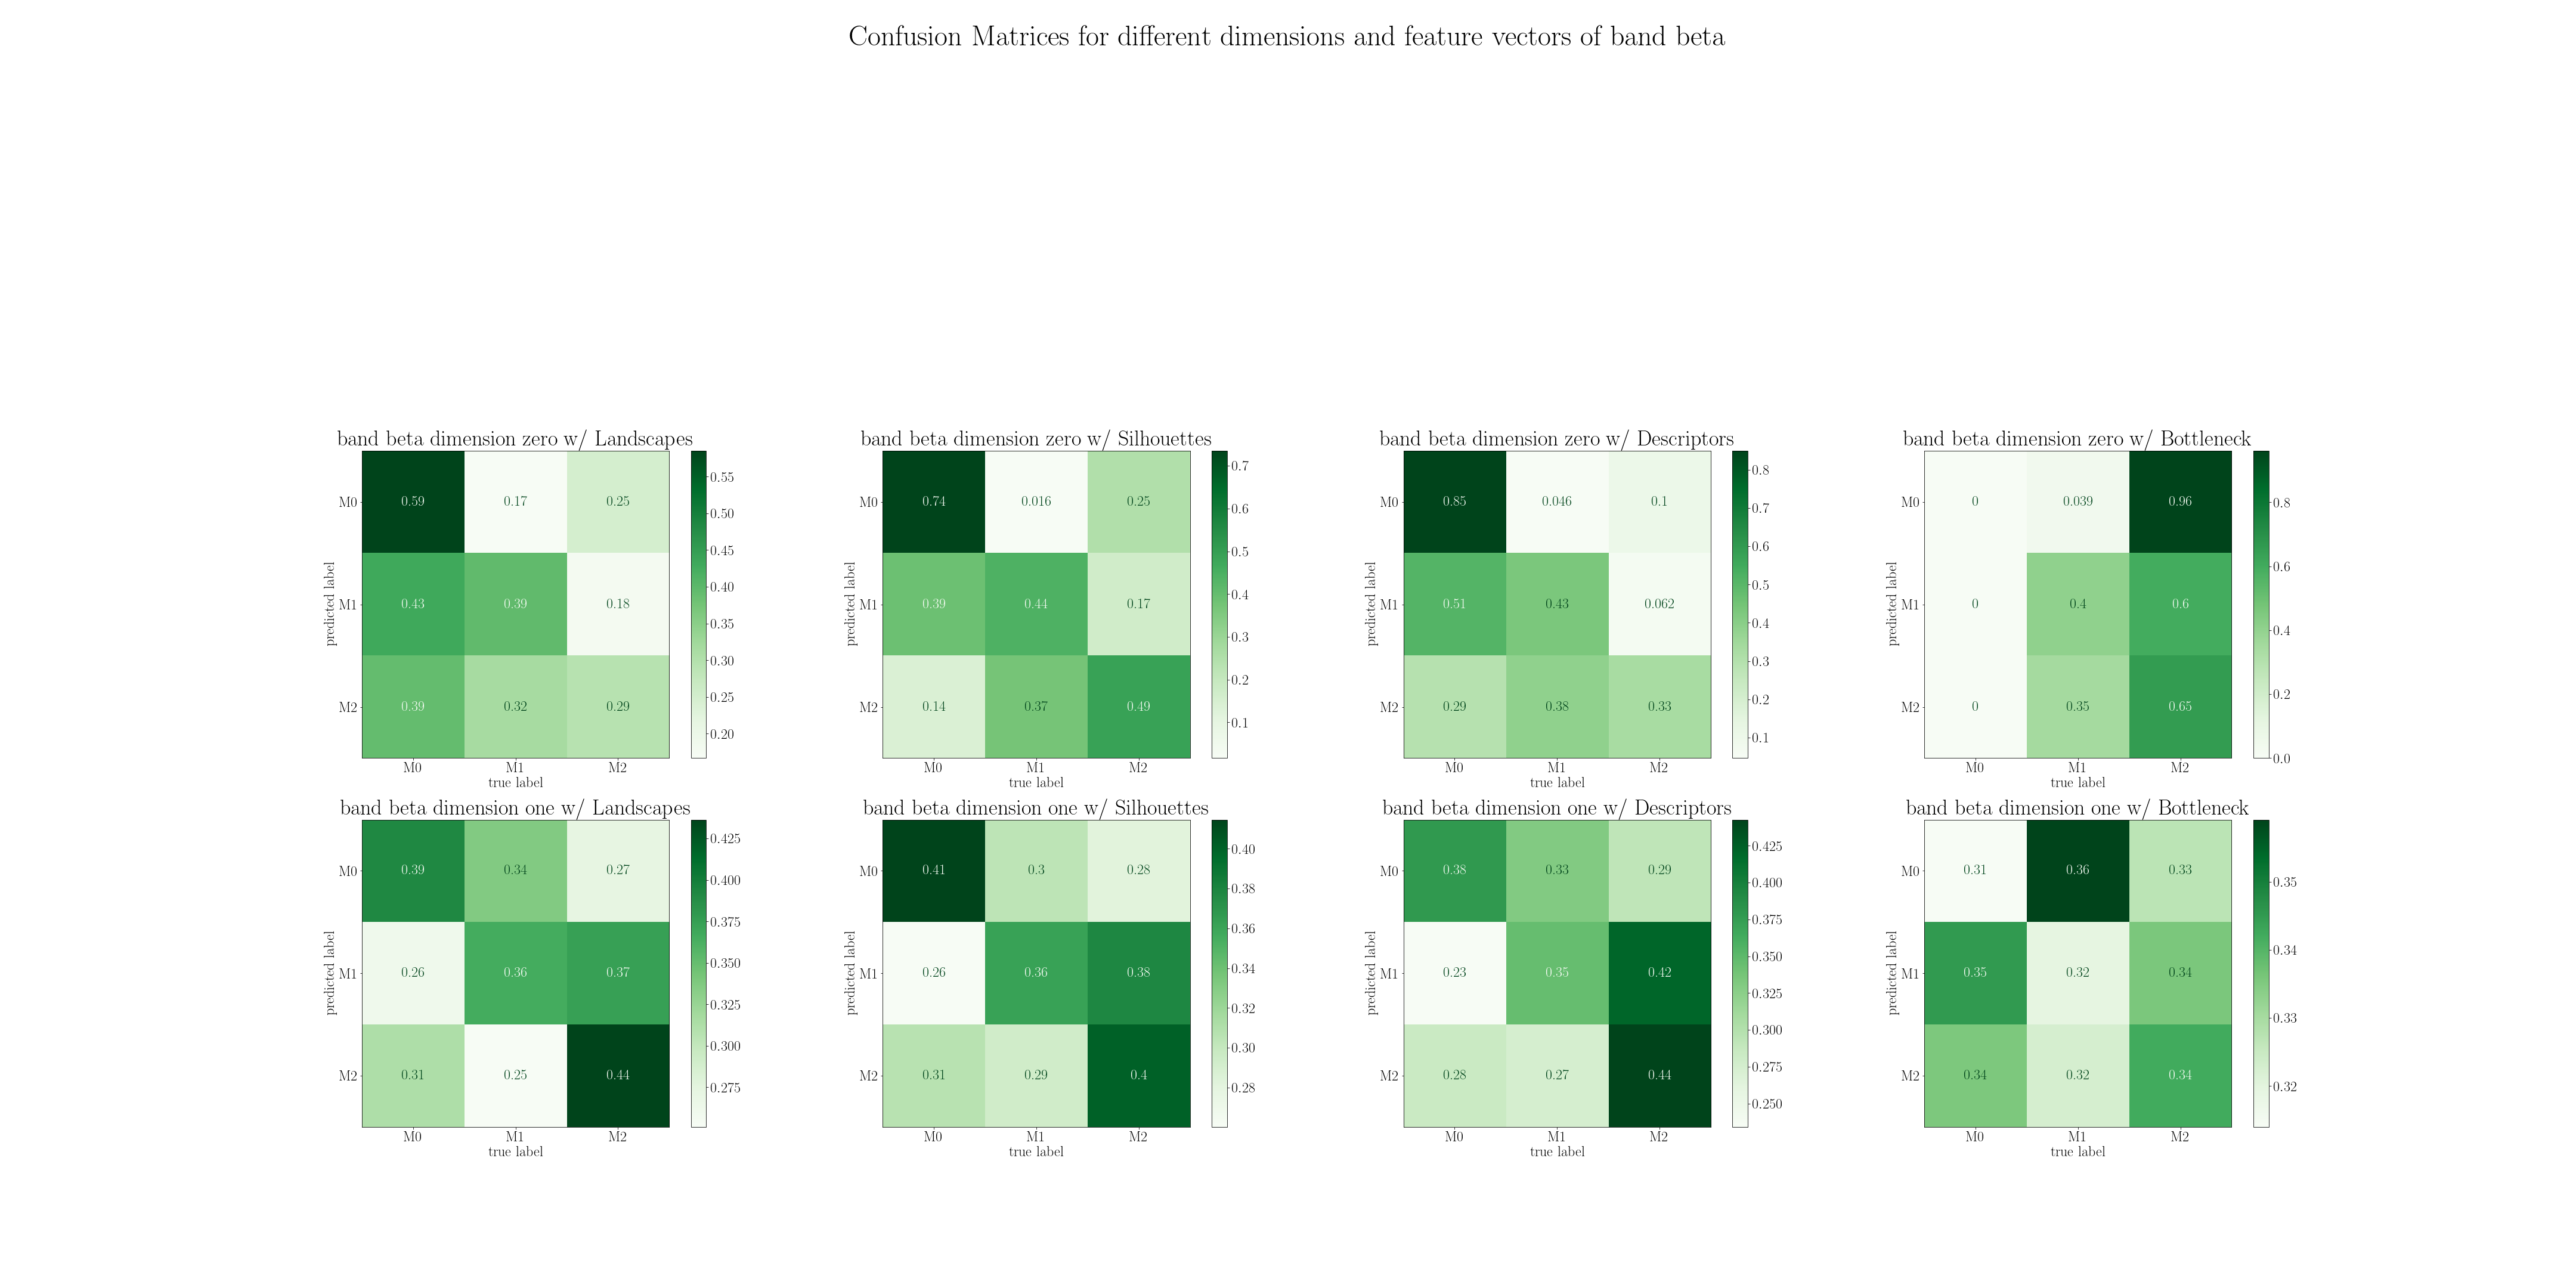 Confusion Matrices for different dimensions and feature vectors of band beta
band beta dimension zero w/ Landscapes
predicted label
M0 0.59 0.17 0.25
M1 0.43 0.39 0.18
M2 0.39 0.32 0.29
M0 M1 M2
true label
0.55
0.50
0.45
0.40
0.35
0.30
0.25
0.20
band beta dimension zero w/ Silhouettes
predicted label
M0 0.74 0.016 0.25
M1 0.39 0.44 0.17
M2 0.14 0.37 0.49
M0 M1 M2
true label
0.7
0.6
0.5
0.4
0.3
0.2
0.1
band beta dimension zero w/ Descriptors
predicted label
M0 0.85 0.046 0.1
M1 0.51 0.43 0.062
M2 0.29 0.38 0.33
M0 M1 M2
true label
0.8
0.7
0.6
0.5
0.4
0.3
0.2
0.1
band beta dimension zero w/ Bottleneck
predicted label
M0 0 0.039 0.96
M1 0 0.4 0.6
M2 0 0.35 0.65
M0 M1 M2
true label
0.8
0.6
0.4
0.2
0.0
band beta dimension one w/ Landscapes
predicted label
M0 0.39 0.34 0.27
M1 0.26 0.36 0.37
M2 0.31 0.25 0.44
M0 M1 M2
true label
0.425
0.400
0.375
0.350
0.325
0.300
0.275
band beta dimension one w/ Silhouettes
predicted label
M0 0.41 0.3 0.28
M1 0.26 0.36 0.38
M2 0.31 0.29 0.4
M0 M1 M2
true label
0.40
0.38
0.36
0.34
0.32
0.30
0.28
band beta dimension one w/ Descriptors
predicted label
M0 0.38 0.33 0.29
M1 0.23 0.35 0.42
M2 0.28 0.27 0.44
M0 M1 M2
true label
0.425
0.400
0.375
0.350
0.325
0.300
0.275
0.250
band beta dimension one w/ Bottleneck
predicted label
M0 0.31 0.36 0.33
M1 0.35 0.32 0.34
M2 0.34 0.32 0.34
M0 M1 M2
true label
0.35
0.34
0.33
0.32